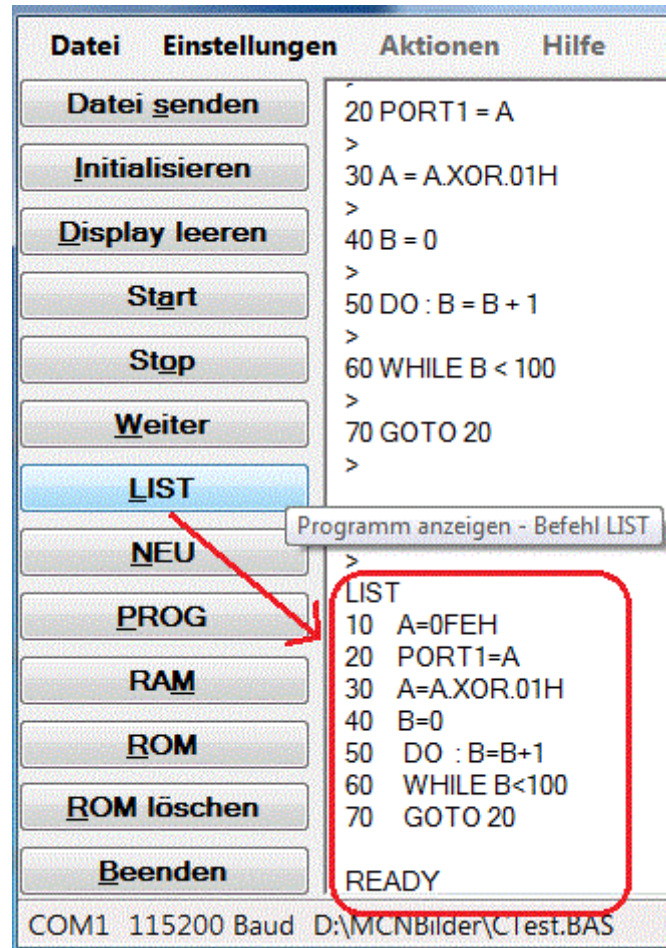 Datei Einstellungen Aktionen Hilfe
Datei senden
Initialisieren
Display leeren
Start
Stop
Weiter
LIST
NEU
PROG
RAM
ROM
ROM löschen
Beenden
20 PORT1 = A
>
30 A = A.XOR.01H
>
40 B = 0
>
50 DO : B = B + 1
>
60 WHILE B < 100
>
70 GOTO 20
>
Programm anzeigen - Befehl LIST
>
LIST
10 A=0FEH
20 PORT1=A
30 A=A.XOR.01H
40 B=0
50 DO : B=B+1
60 WHILE B<100
70 GOTO 20
READY
COM1 115200 Baud D:\MCNBilder\CTest.BAS